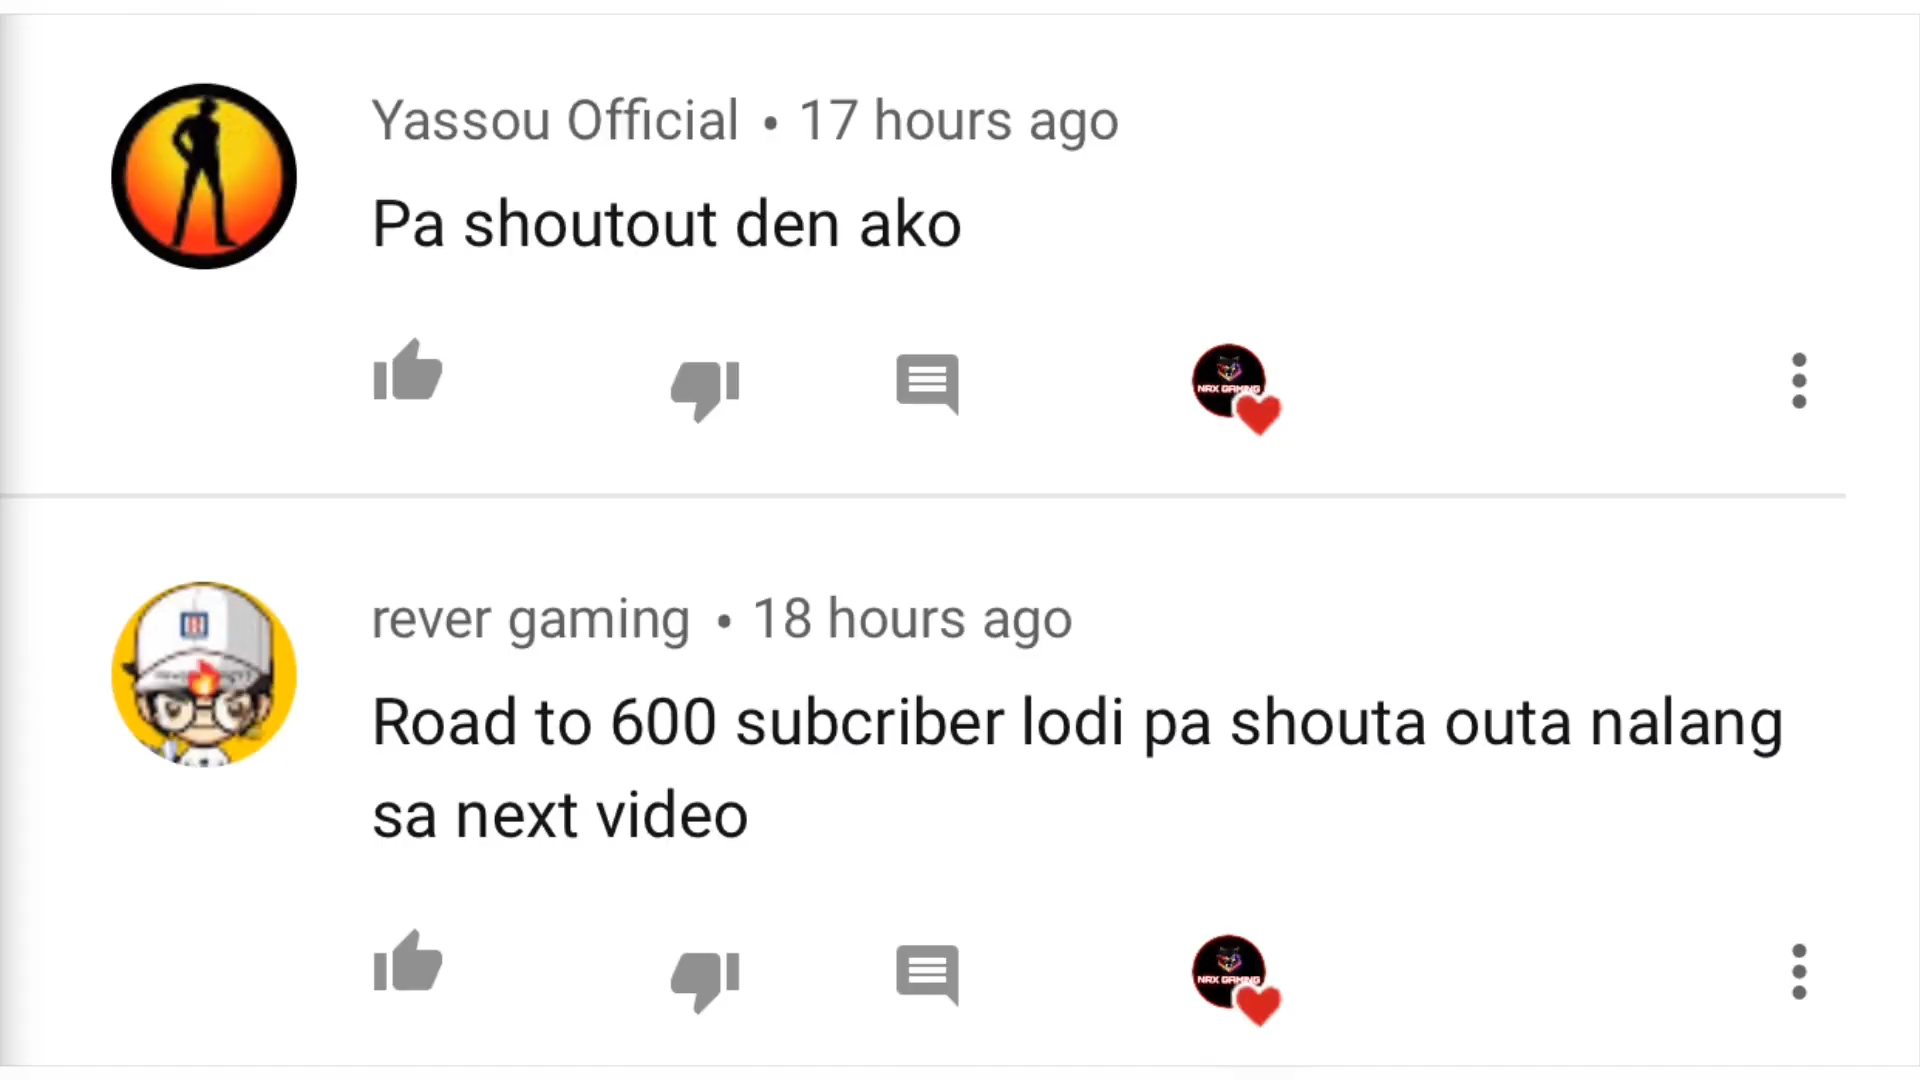 Yassou Official • 17 hours ago
Pa shoutout den ako
NRX GAMING
rever gaming • 18 hours ago
Road to 600 subcriber lodi pa shouta outa nalang
sa next video
NRX GAMING